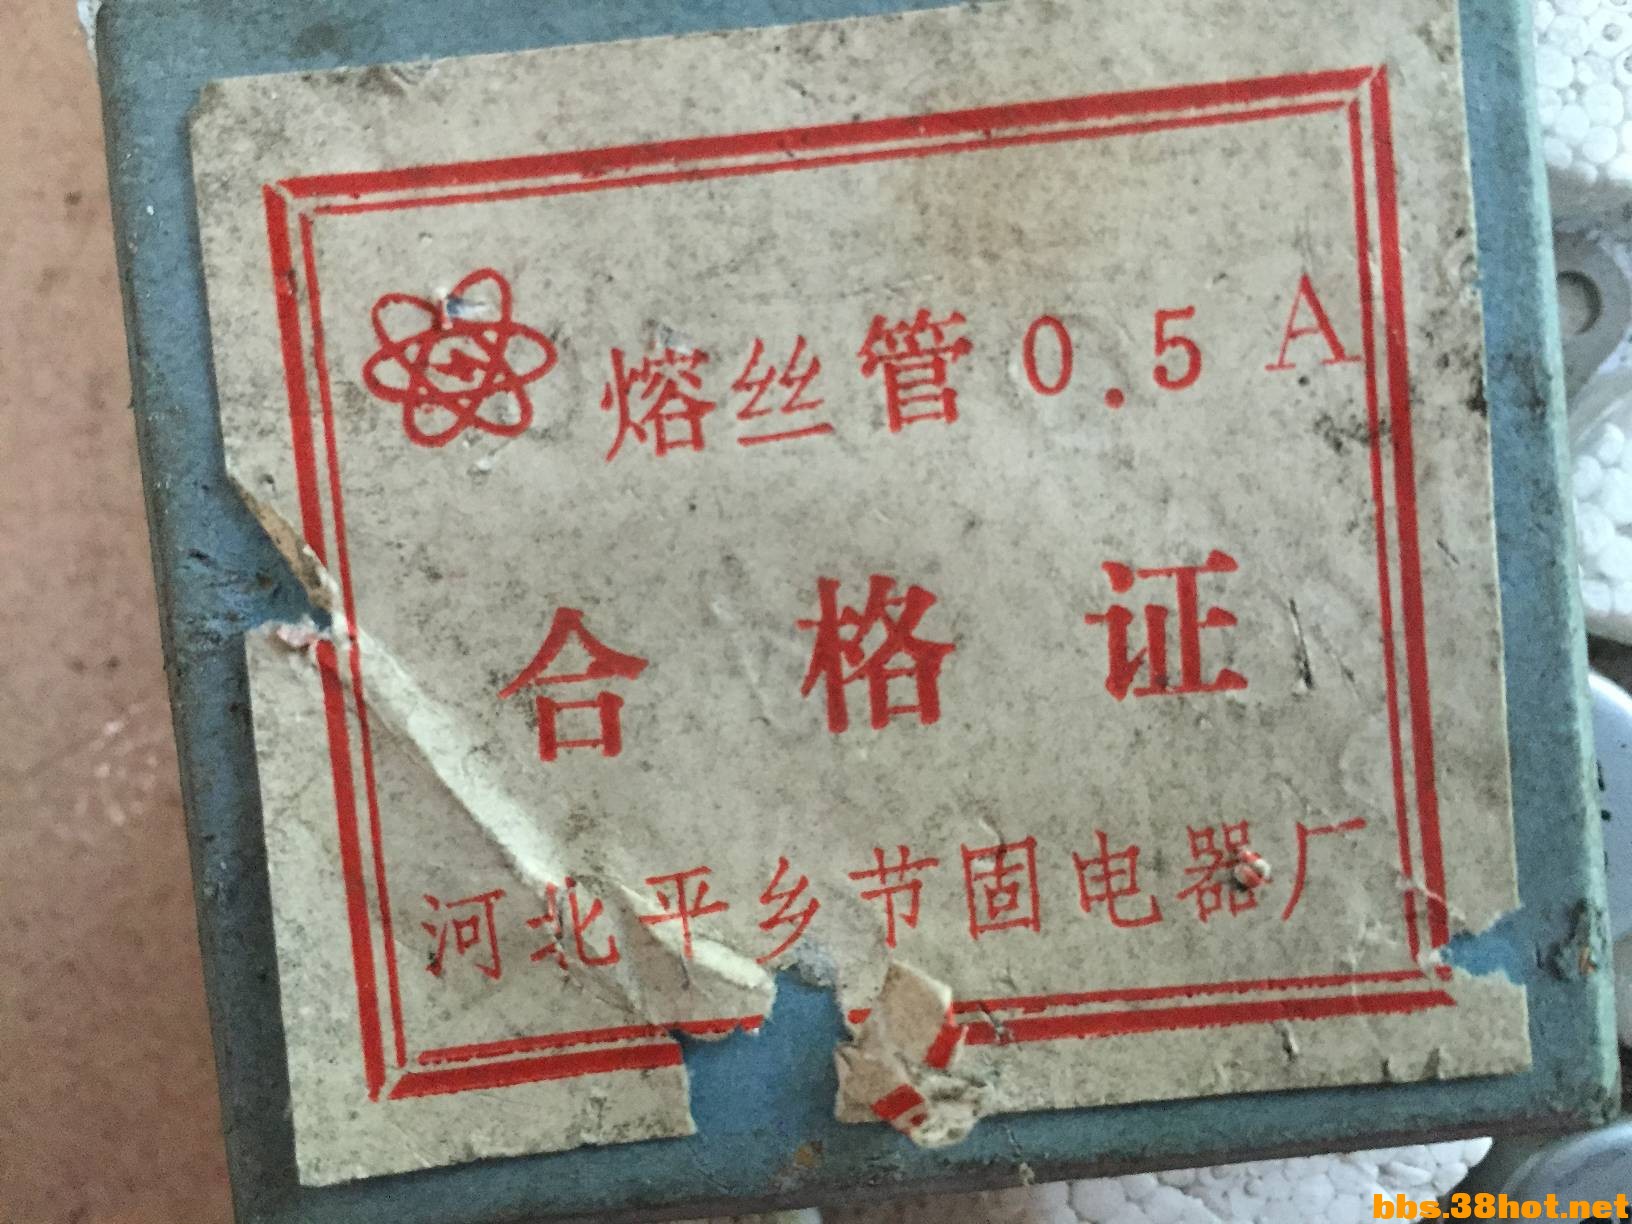 熔丝管0.5A
合格证
河北平乡节固电器厂
bbs.38hot.net